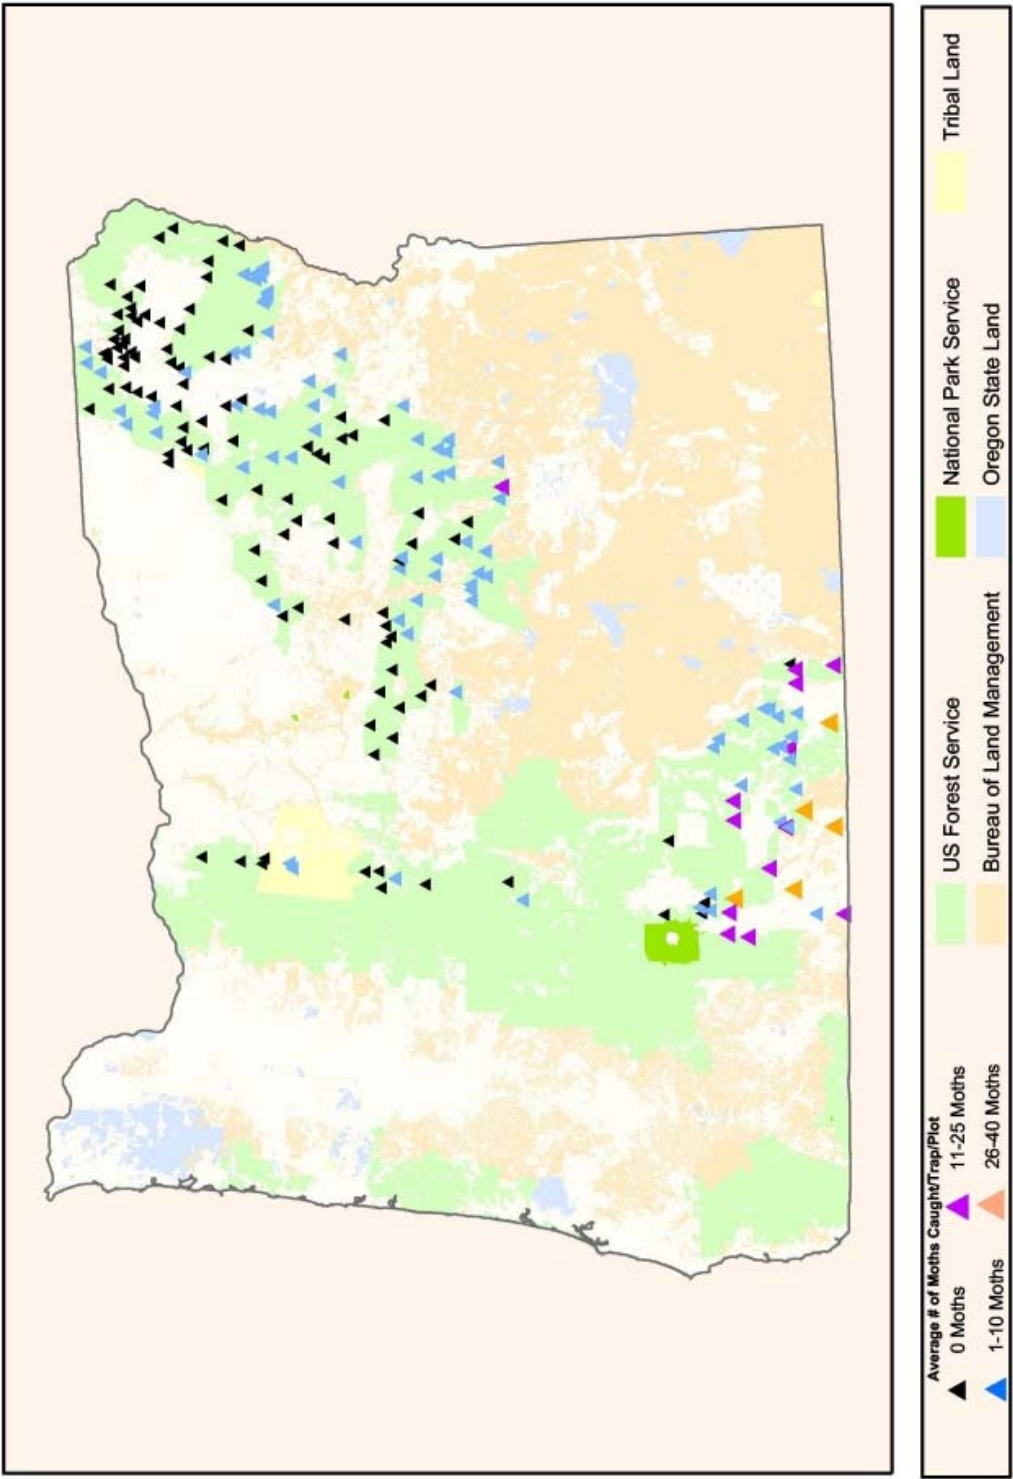 Average # of Moths Caught/Trap/Plot
0 Moths
11-25 Moths
US Forest Service
National Park Service
Tribal Land
1-10 Moths
26-40 Moths
Bureau of Land Management
Oregon State Land